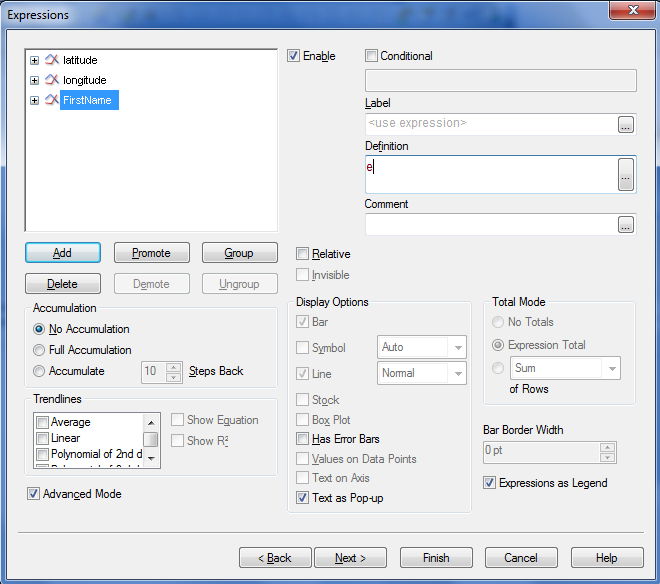 Expressions
latitude
longitude
FirstName
Enable
Conditional
Label
<use expression>
...
Definition
e
...
Comment
...
Add
Promote
Group
Delete
Demote
Ungroup
Relative
Invisible
Accumulation
No Accumulation
Full Accumulation
Accumulate
10
Steps Back
Trendlines
Average
Linear
Polynomial of 2nd d
Show Equation
Show R²
Advanced Mode
Display Options
Bar
Symbol
Auto
Line
Normal
Stock
Box Plot
Has Error Bars
Values on Data Points
Text on Axis
Text as Pop-up
Total Mode
No Totals
Expression Total
Sum
of Rows
Bar Border Width
0 pt
Expressions as Legend
< Back
Next >
Finish
Cancel
Help